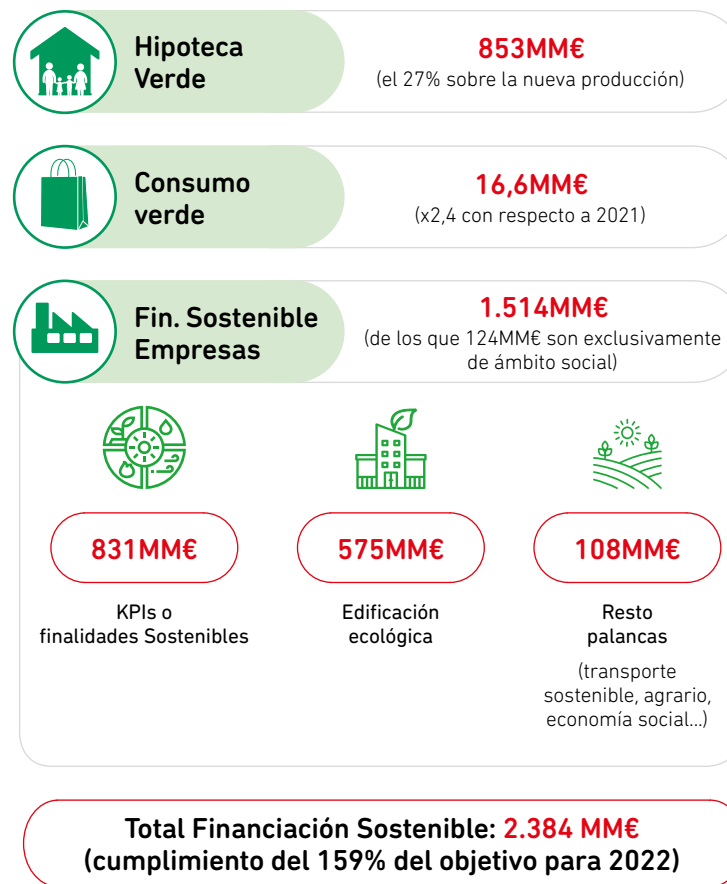 Hipoteca
Verde
853MM€
(el 27% sobre la nueva producción)
Consumo
verde
16,6MM€
(x2,4 con respecto a 2021)
Fin. Sostenible
Empresas
1.514MM€
(de los que 124MM€ son exclusivamente
de ámbito social)
831MM€
KPIs o
finalidades Sostenibles
575MM€
Edificación
ecológica
108MM€
Resto
palancas
(transporte
sostenible, agrario,
economía social...)
Total Financiación Sostenible: 2.384 MM€
(cumplimiento del 159% del objetivo para 2022)